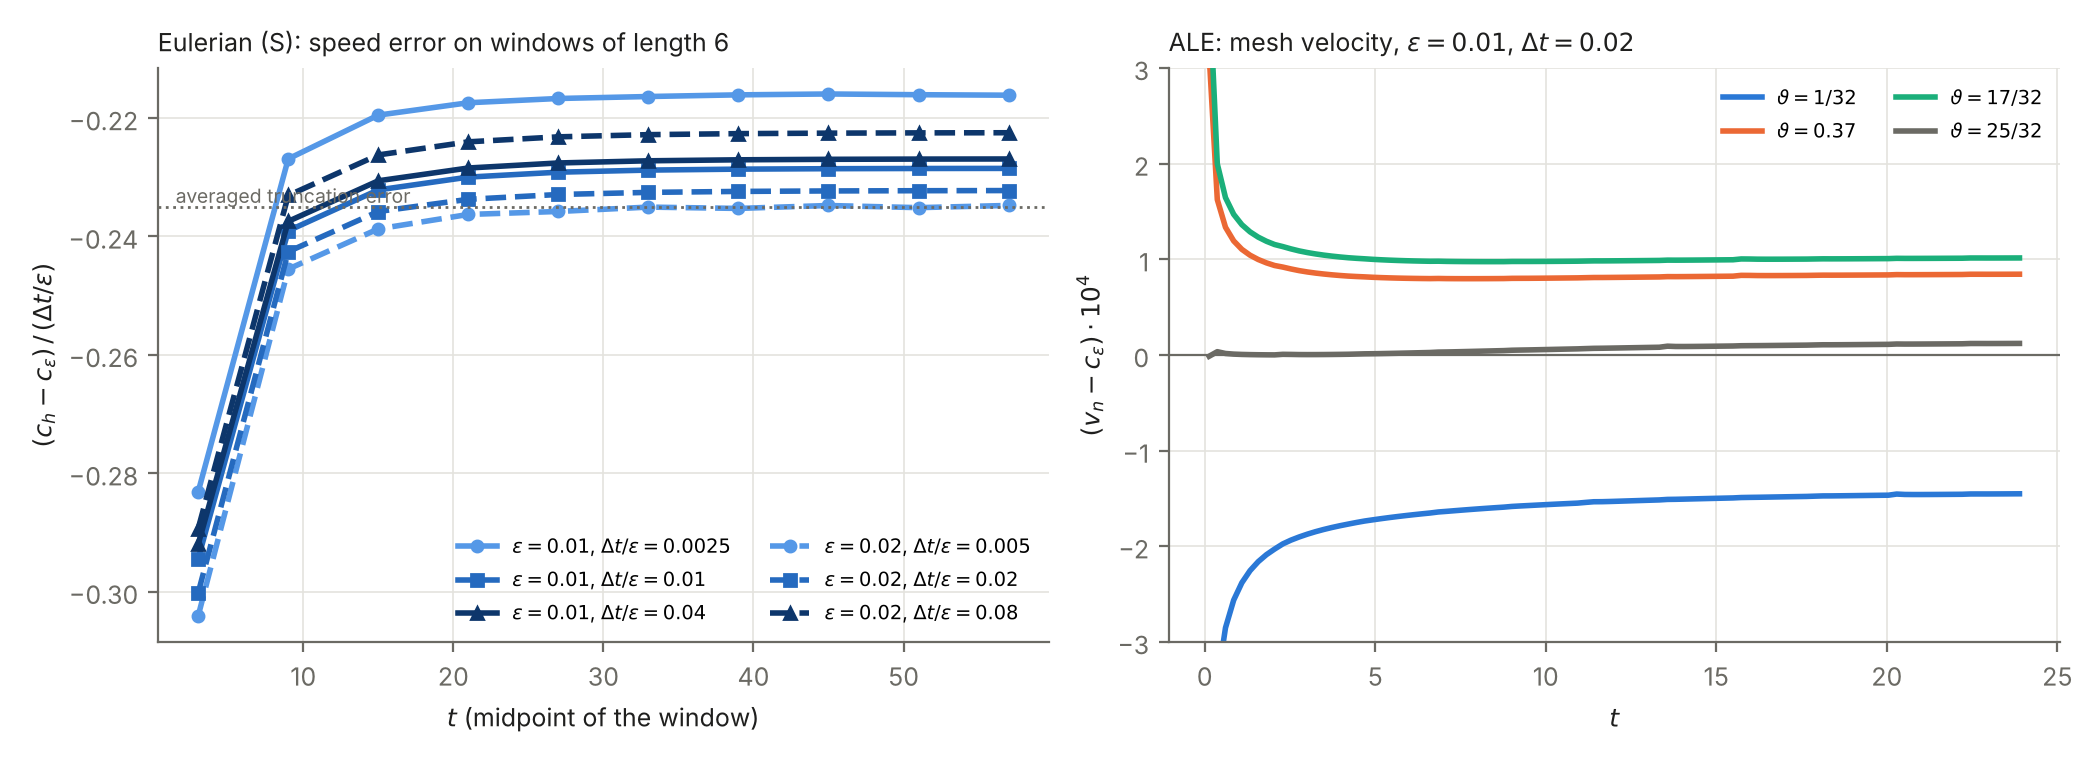 Eulerian (S): speed error on windows of length 6
(c_h − c_ε) / (Δt/ε)
−0.22
−0.24
−0.26
−0.28
−0.30
averaged truncation error
ε = 0.01, Δt/ε = 0.0025
ε = 0.01, Δt/ε = 0.01
ε = 0.01, Δt/ε = 0.04
ε = 0.02, Δt/ε = 0.005
ε = 0.02, Δt/ε = 0.02
ε = 0.02, Δt/ε = 0.08
10 20 30 40 50
t (midpoint of the window)
ALE: mesh velocity, ε = 0.01, Δt = 0.02
(v_n − c_ε) · 10⁴
3
2
1
0
−1
−2
−3
ϑ = 1/32
ϑ = 0.37
ϑ = 17/32
ϑ = 25/32
0 5 10 15 20 25
t